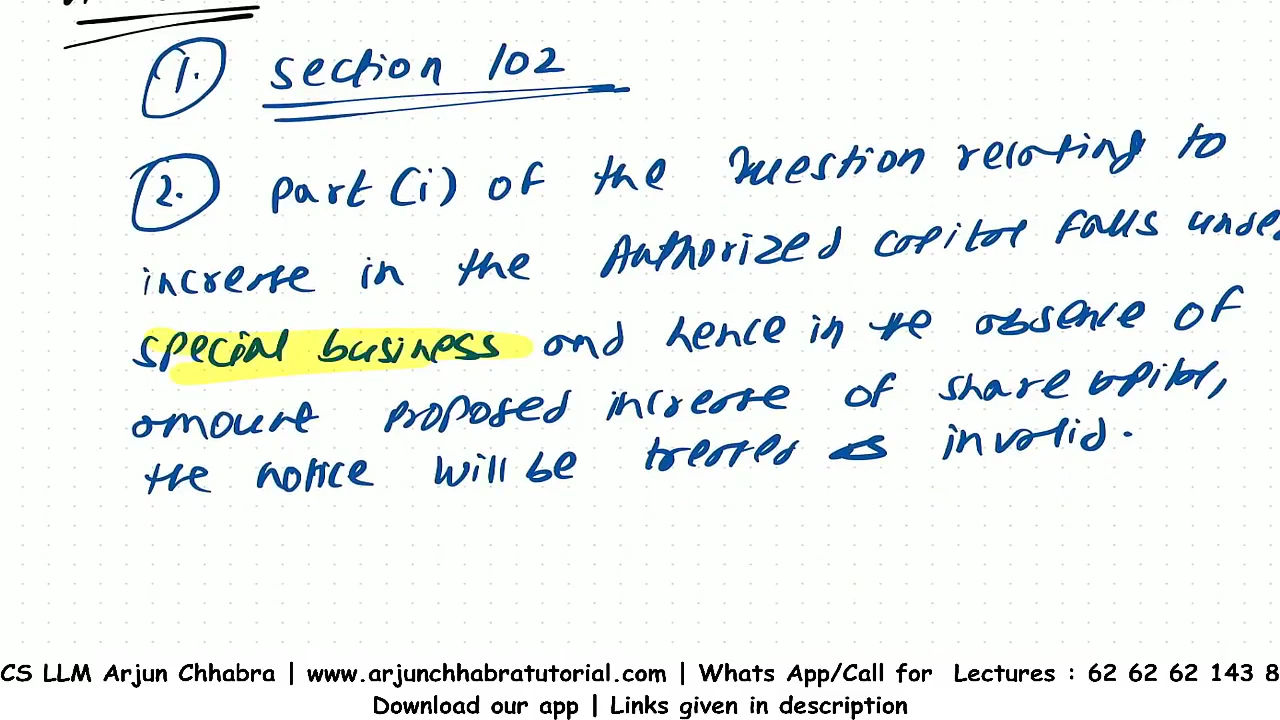 1. section 102
2. part (i) of the question relating to
increase in the Authorized capital falls under
special business and hence in the absence of
amount proposed increase of share capital,
the notice will be treated as invalid.
CS LLM Arjun Chhabra | www.arjunchhabratutorial.com | Whats App/Call for Lectures : 62 62 62 143 8
Download our app | Links given in description